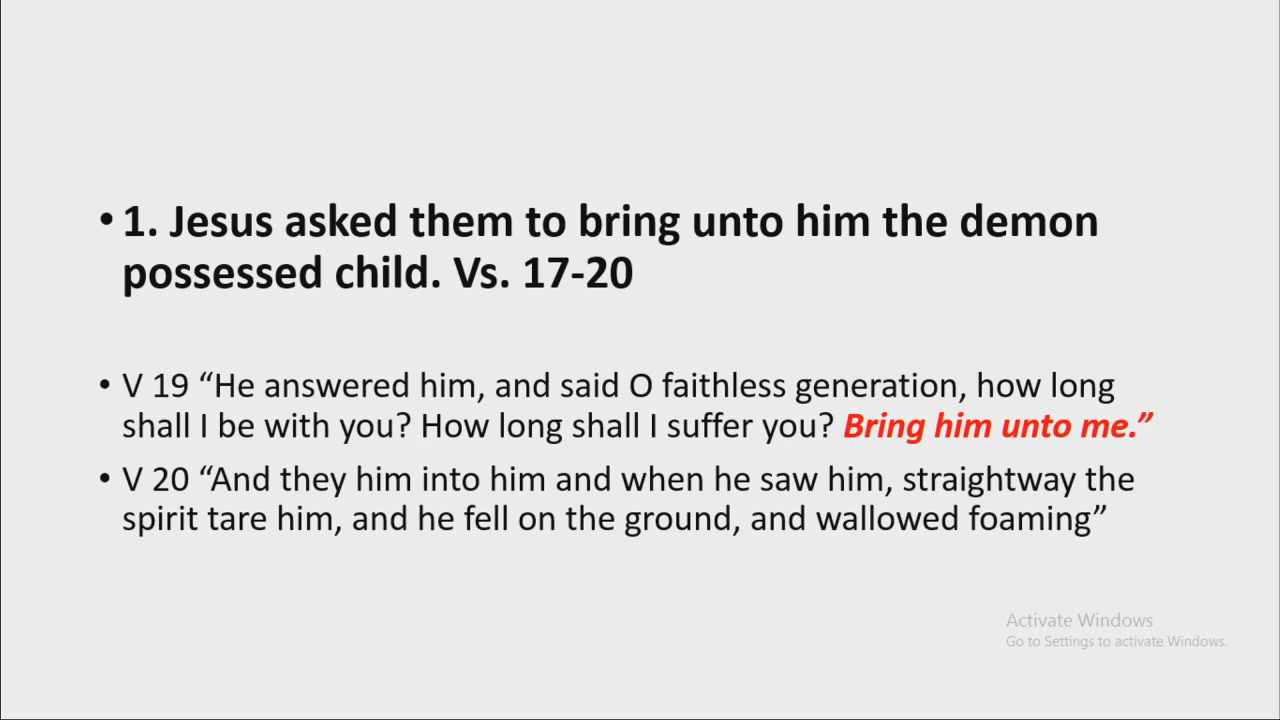 • 1. Jesus asked them to bring unto him the demon
possessed child. Vs. 17-20
• V 19 “He answered him, and said O faithless generation, how long
shall I be with you? How long shall I suffer you? Bring him unto me.”
• V 20 “And they him into him and when he saw him, straightway the
spirit tare him, and he fell on the ground, and wallowed foaming”
Activate Windows
Go to Settings to activate Windows.